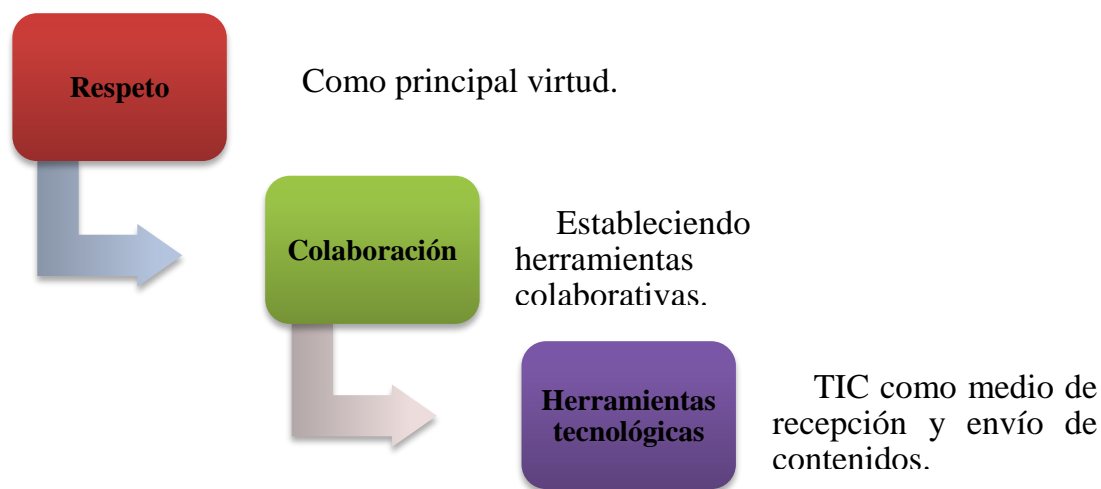 Respeto
Como principal virtud.
Colaboración
Estableciendo
herramientas
colaborativas.
Herramientas
tecnológicas
TIC como medio de
recepción y envío de
contenidos.